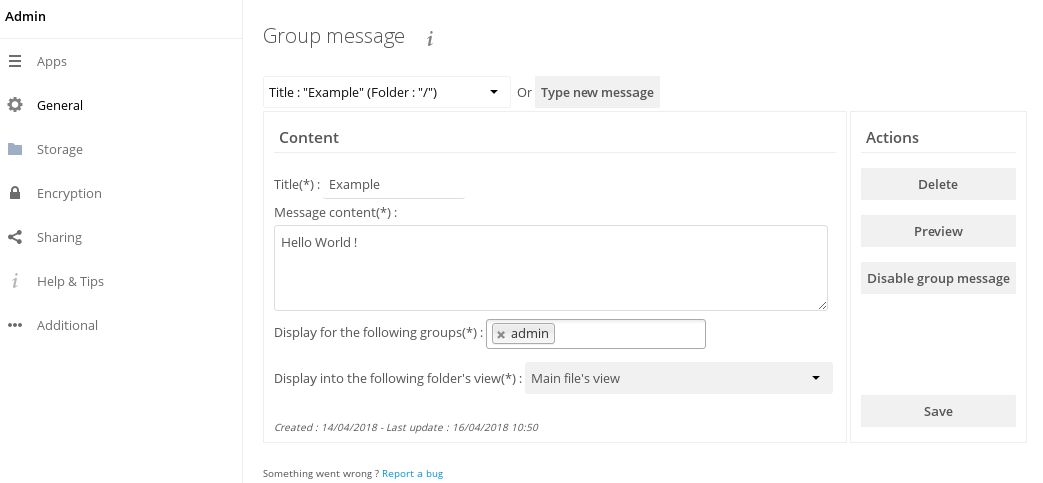 Admin
Apps
General
Storage
Encryption
Sharing
Help & Tips
Additional
Group message i
Title : "Example" (Folder : "/") Or Type new message
Content
Title(*) : Example
Message content(*) :
Hello World !
Display for the following groups(*) : admin
Display into the following folder's view(*) : Main file's view
Created : 14/04/2018 - Last update : 16/04/2018 10:50
Actions
Delete
Preview
Disable group message
Save
Something went wrong ? Report a bug